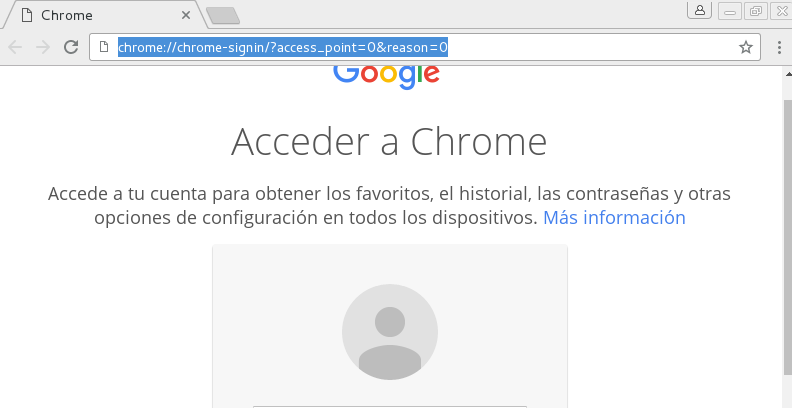 Chrome
chrome://chrome-signin/?access_point=0&reason=0
Google
Acceder a Chrome
Accede a tu cuenta para obtener los favoritos, el historial, las contraseñas y otras
opciones de configuración en todos los dispositivos. Más información